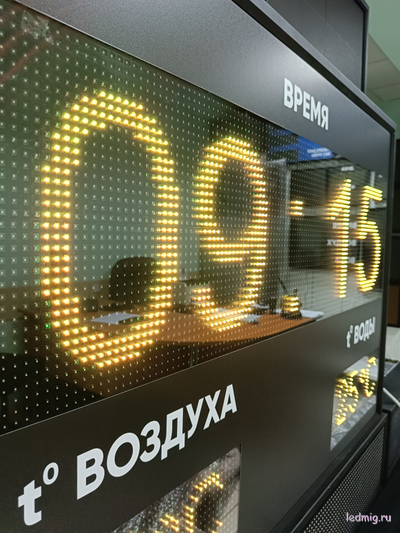 ВРЕМЯ
09-15
t° ВОДЫ
t° ВОЗДУХА
ledmig.ru